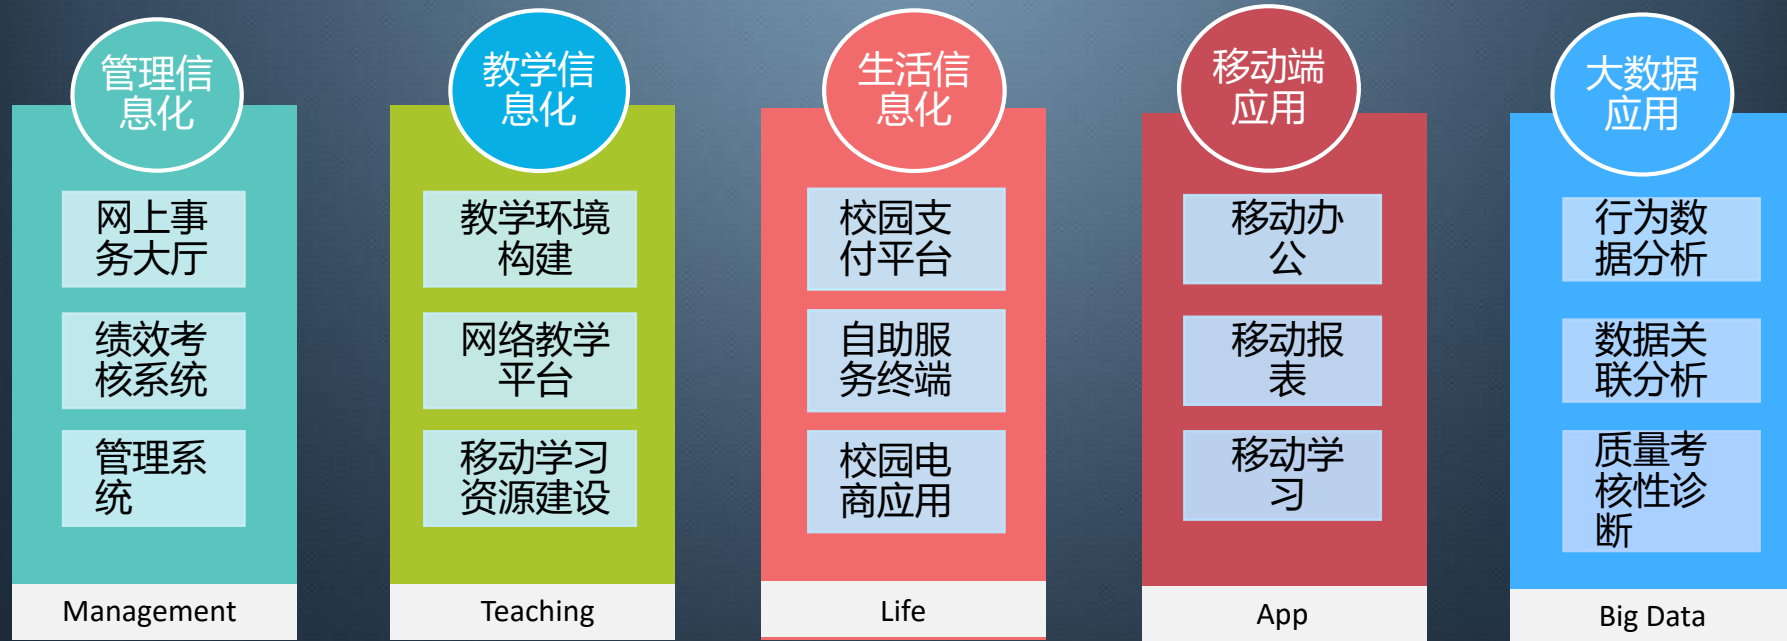 管理信
息化
网上事
务大厅
绩效考
核系统
管理系
统
Management
教学信
息化
教学环境
构建
网络教学
平台
移动学习
资源建设
Teaching
生活信
息化
校园支
付平台
自助服
务终端
校园电
商应用
Life
移动端
应用
移动办
公
移动报
表
移动学
习
App
大数据
应用
行为数
据分析
数据关
联分析
质量考
核性诊
断
Big Data